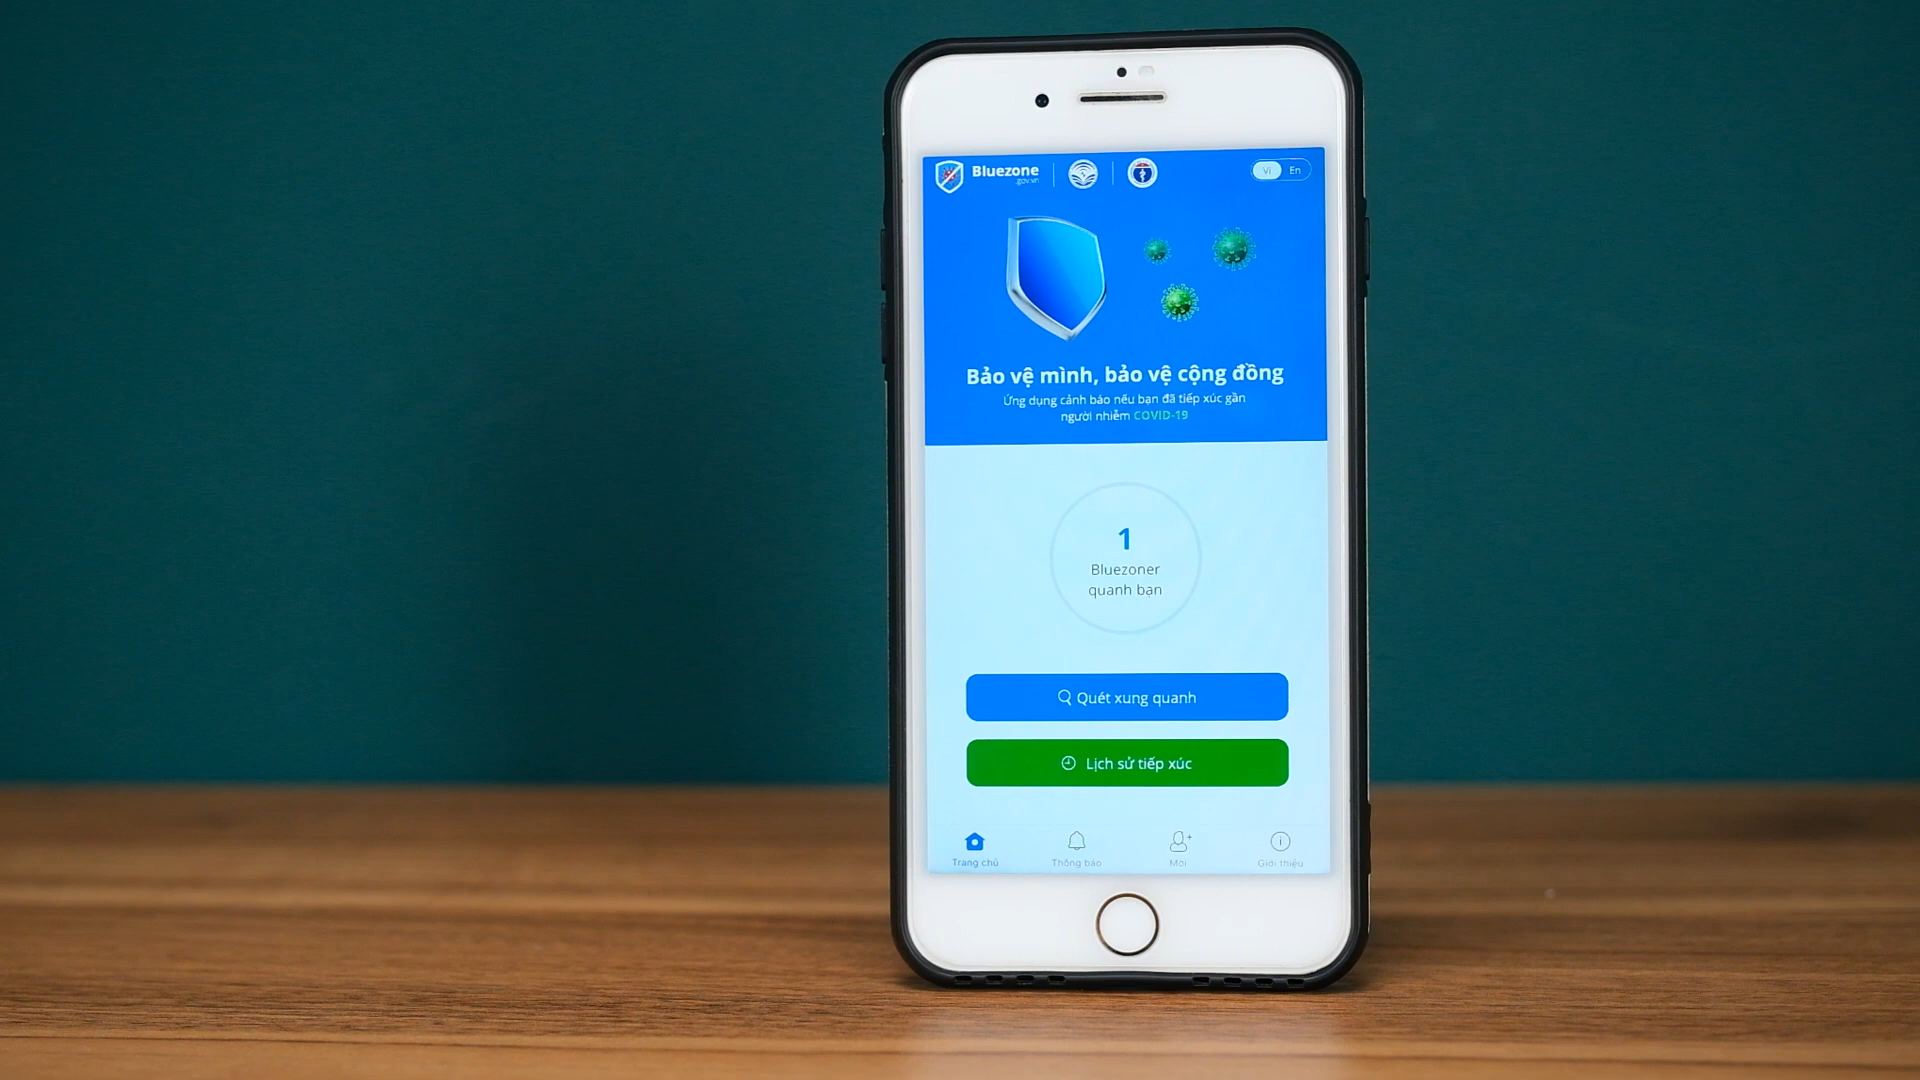 Bluezone
.gov.vn
Vi En
Bảo vệ mình, bảo vệ cộng đồng
Ứng dụng cảnh báo nếu bạn đã tiếp xúc gần
người nhiễm COVID-19
1
Bluezoner
quanh bạn
Quét xung quanh
Lịch sử tiếp xúc
Trang chủ Thông báo Mời Giới thiệu